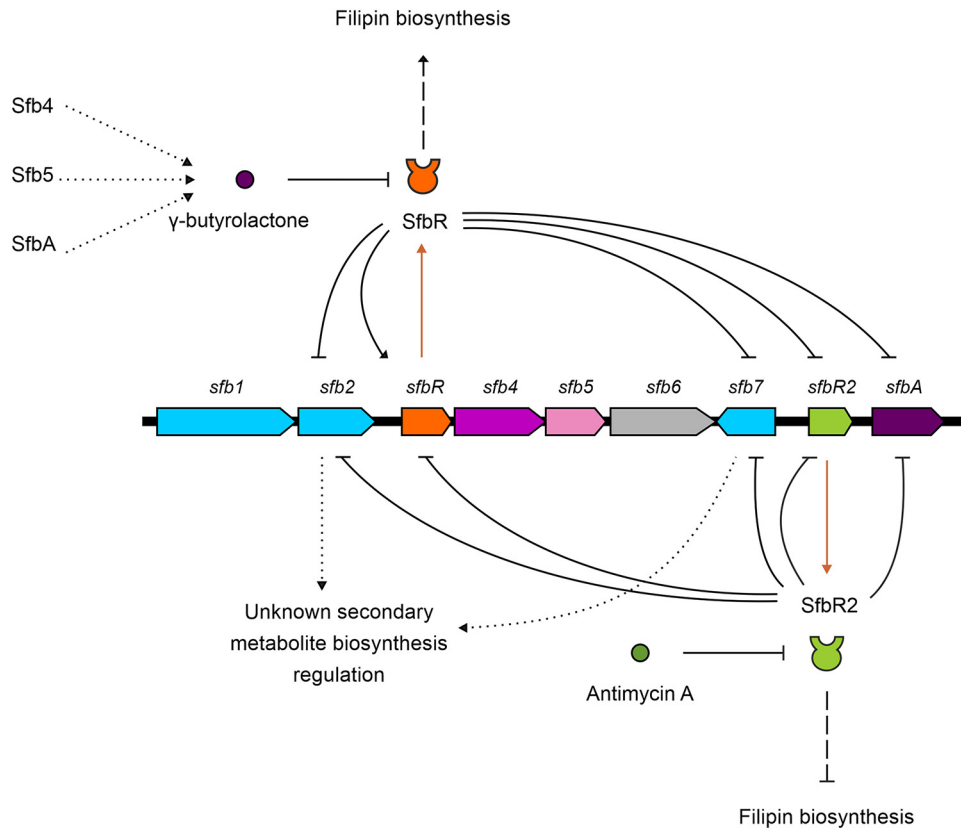 Filipin biosynthesis
Sfb4
Sfb5
SfbA
γ-butyrolactone
SfbR
sfb1
sfb2
sfbR
sfb4
sfb5
sfb6
sfb7
sfbR2
sfbA
SfbR2
Unknown secondary
metabolite biosynthesis
regulation
Antimycin A
Filipin biosynthesis